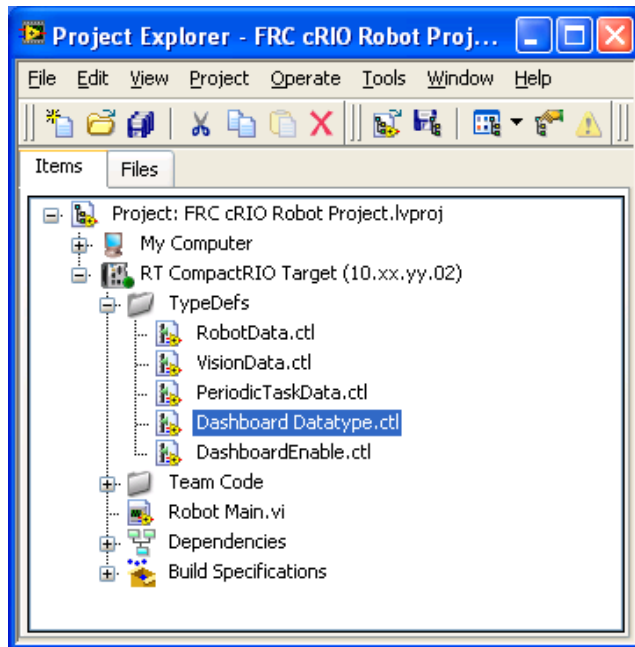 Project Explorer - FRC cRIO Robot Proj...
File Edit View Project Operate Tools Window Help
Items Files
Project: FRC cRIO Robot Project.lvproj
My Computer
RT CompactRIO Target (10.xx.yy.02)
TypeDefs
RobotData.ctl
VisionData.ctl
PeriodicTaskData.ctl
Dashboard Datatype.ctl
DashboardEnable.ctl
Team Code
Robot Main.vi
Dependencies
Build Specifications